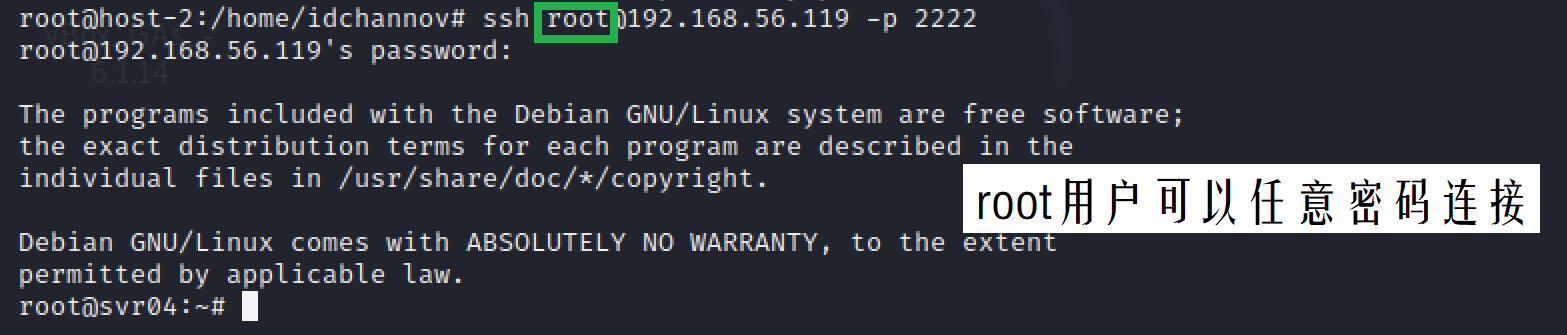 root@host-2:/home/idchannov# ssh root@192.168.56.119 -p 2222
root@192.168.56.119's password:
6.1.14
The programs included with the Debian GNU/Linux system are free software;
the exact distribution terms for each program are described in the
individual files in /usr/share/doc/*/copyright.
root用户可以任意密码连接
Debian GNU/Linux comes with ABSOLUTELY NO WARRANTY, to the extent
permitted by applicable law.
root@svr04:~#